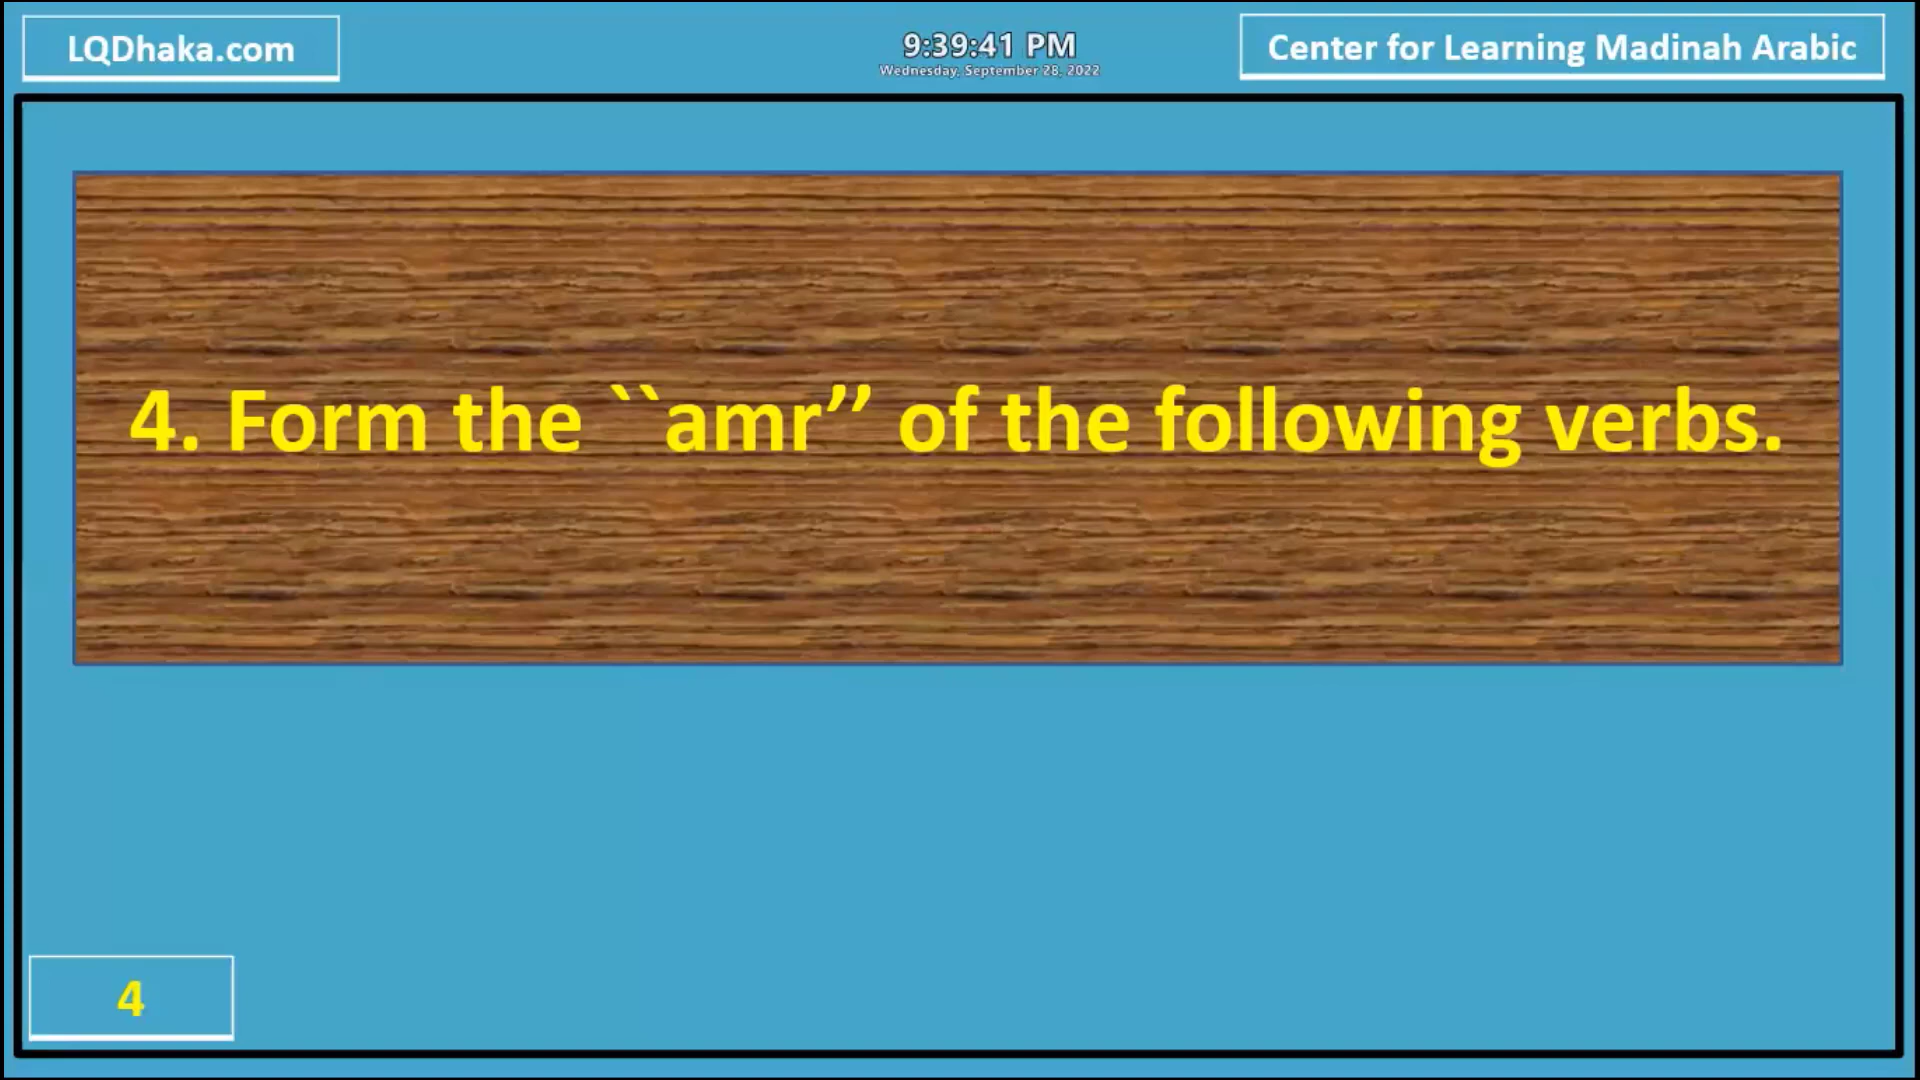 LQDhaka.com
9:39:41 PM
Wednesday, September 28, 2022
Center for Learning Madinah Arabic
4. Form the ``amr’’ of the following verbs.
4